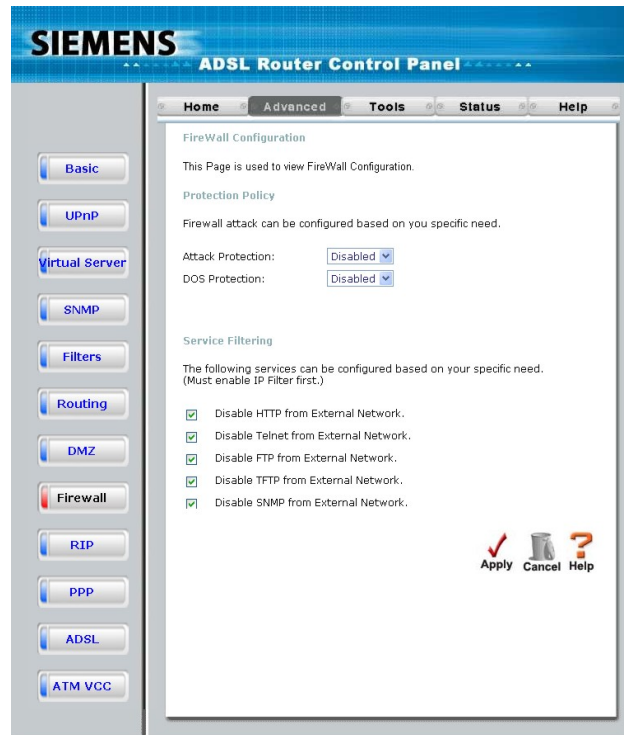 SIEMENS
ADSL Router Control Panel
Home Advanced Tools Status Help
FireWall Configuration
This Page is used to view FireWall Configuration.
Protection Policy
Firewall attack can be configured based on you specific need.
Attack Protection: Disabled
DOS Protection: Disabled
Service Filtering
The following services can be configured based on your specific need.
(Must enable IP Filter first.)
Disable HTTP from External Network.
Disable Telnet from External Network.
Disable FTP from External Network.
Disable TFTP from External Network.
Disable SNMP from External Network.
Apply Cancel Help
Basic
UPnP
Virtual Server
SNMP
Filters
Routing
DMZ
Firewall
RIP
PPP
ADSL
ATM VCC